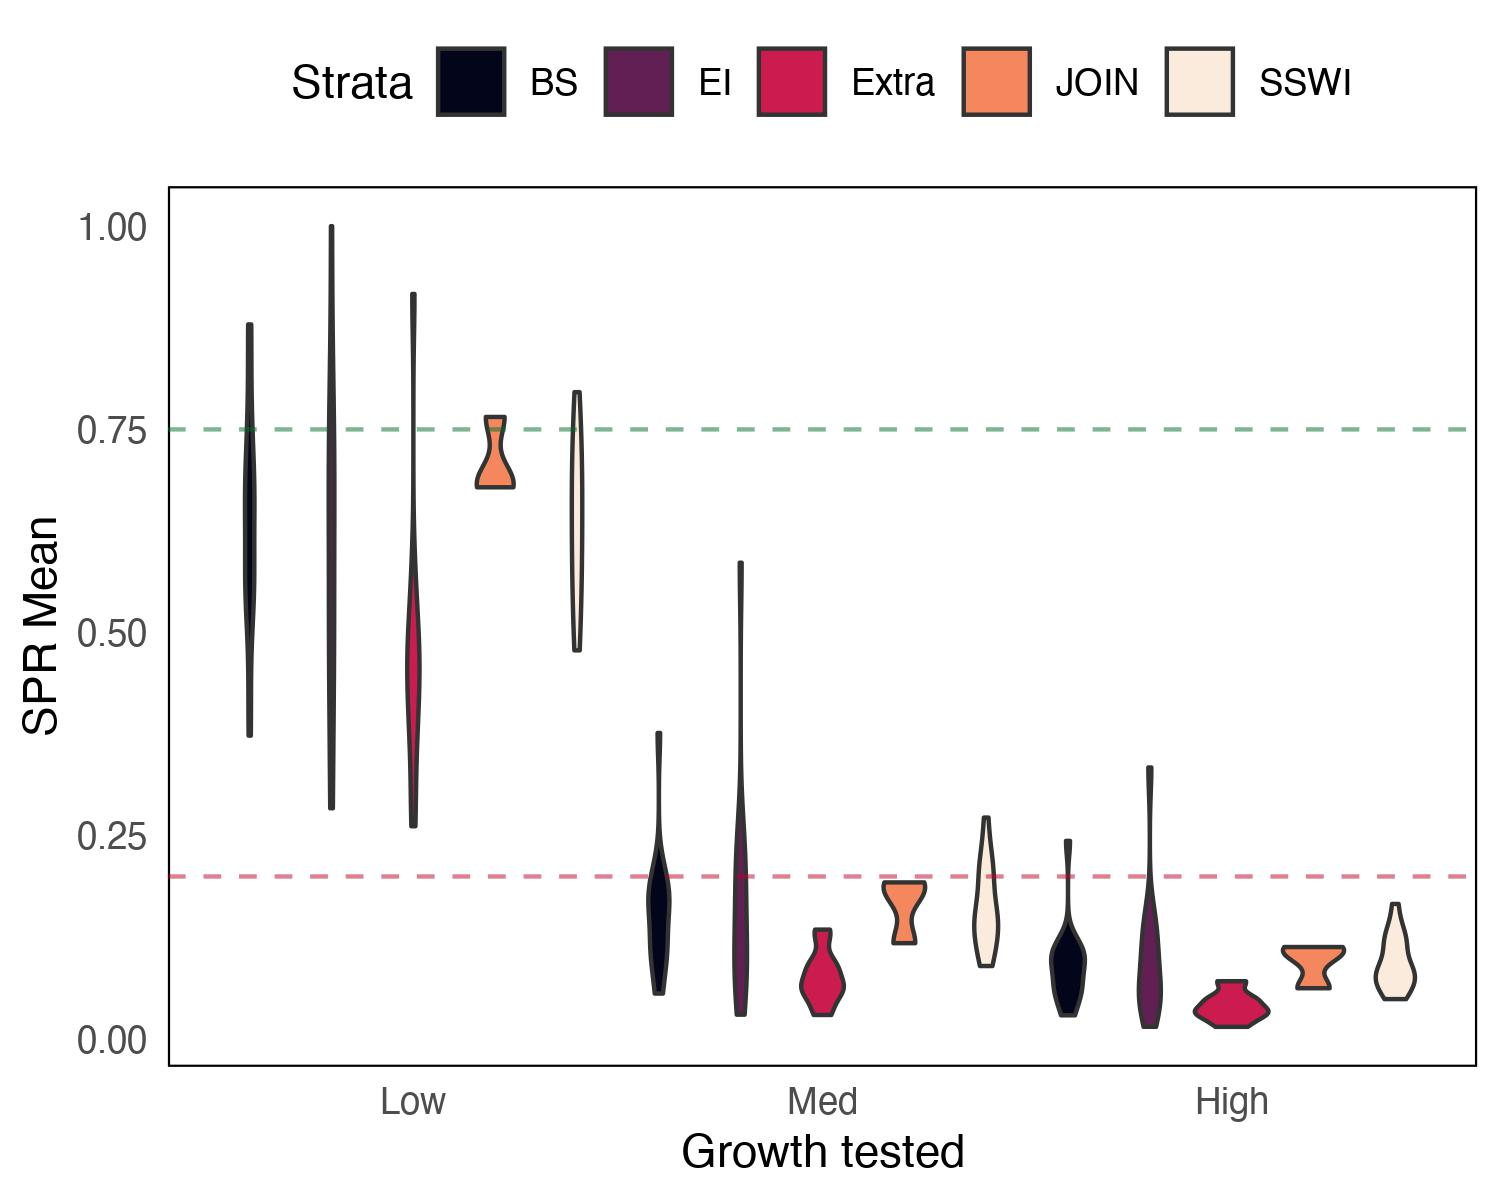 Strata BS EI Extra JOIN SSWI
1.00
0.75
0.50
0.25
0.00
SPR Mean
Low Med High
Growth tested